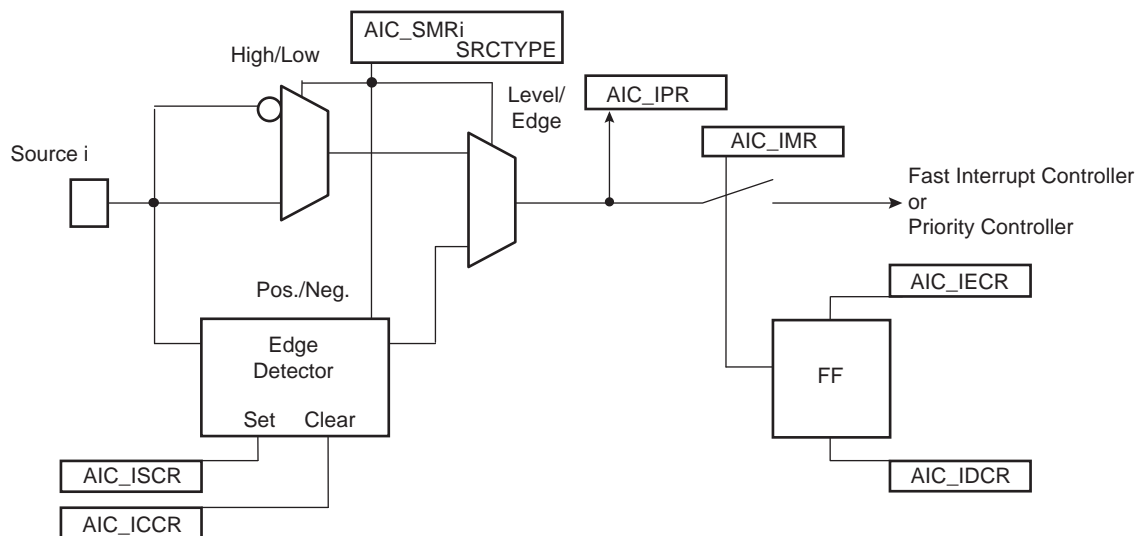 AIC_SMRi
SRCTYPE
High/Low
Level/
Edge
AIC_IPR
AIC_IMR
Source i
Fast Interrupt Controller
or
Priority Controller
Pos./Neg.
AIC_IECR
Edge
Detector
FF
Set Clear
AIC_ISCR
AIC_IDCR
AIC_ICCR